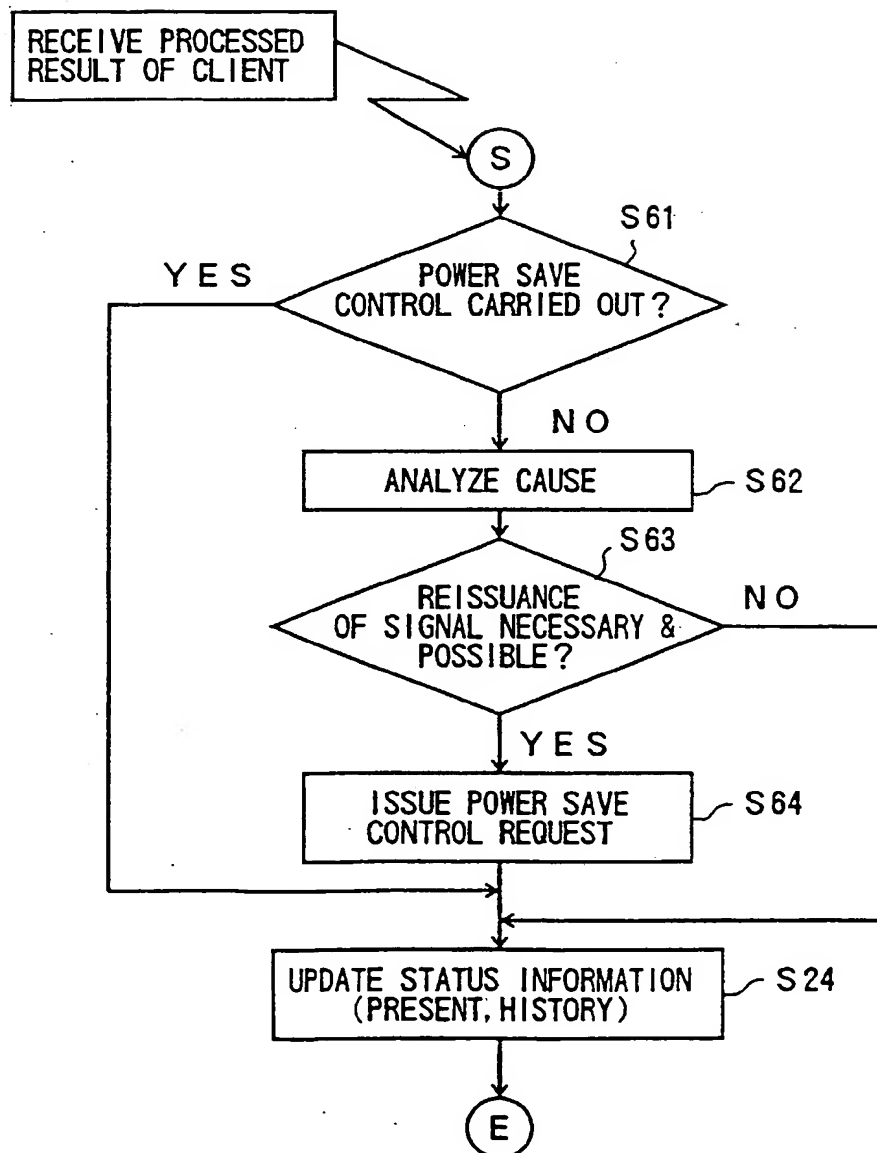 RECEIVE PROCESSED
RESULT OF CLIENT
S
S61
YES
POWER SAVE
CONTROL CARRIED OUT?
NO
ANALYZE CAUSE
S62
S63
REISSUANCE
OF SIGNAL NECESSARY &
POSSIBLE?
NO
YES
ISSUE POWER SAVE
CONTROL REQUEST
S64
UPDATE STATUS INFORMATION
(PRESENT, HISTORY)
S24
E